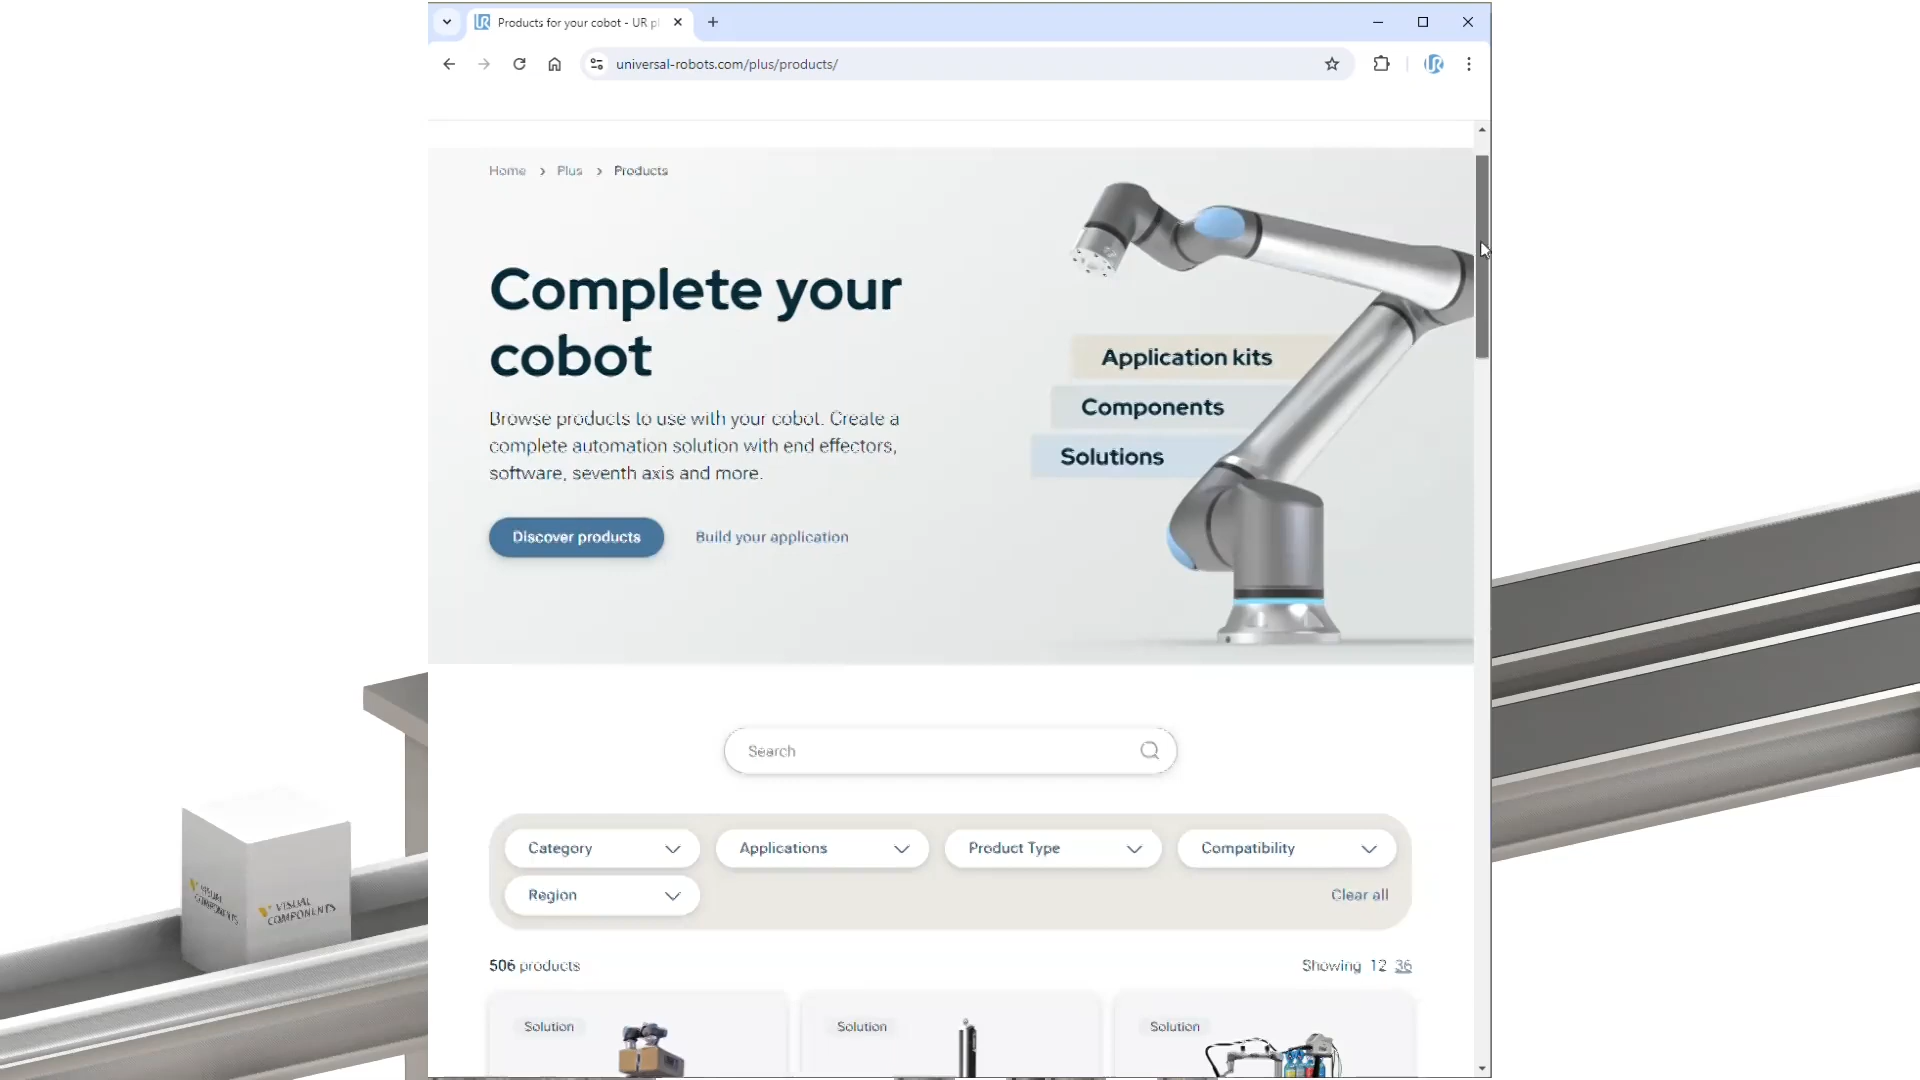 Products for your cobot - UR pl
universal-robots.com/plus/products/
Home > Plus > Products
Complete your
cobot
Browse products to use with your cobot. Create a
complete automation solution with end effectors,
software, seventh axis and more.
Discover products
Build your application
Application kits
Components
Solutions
Search
Category
Applications
Product Type
Compatibility
Region
Clear all
506 products
Showing 12 36
Solution
Solution
Solution
VISUAL
COMPONENTS
VISUAL
COMPONENTS